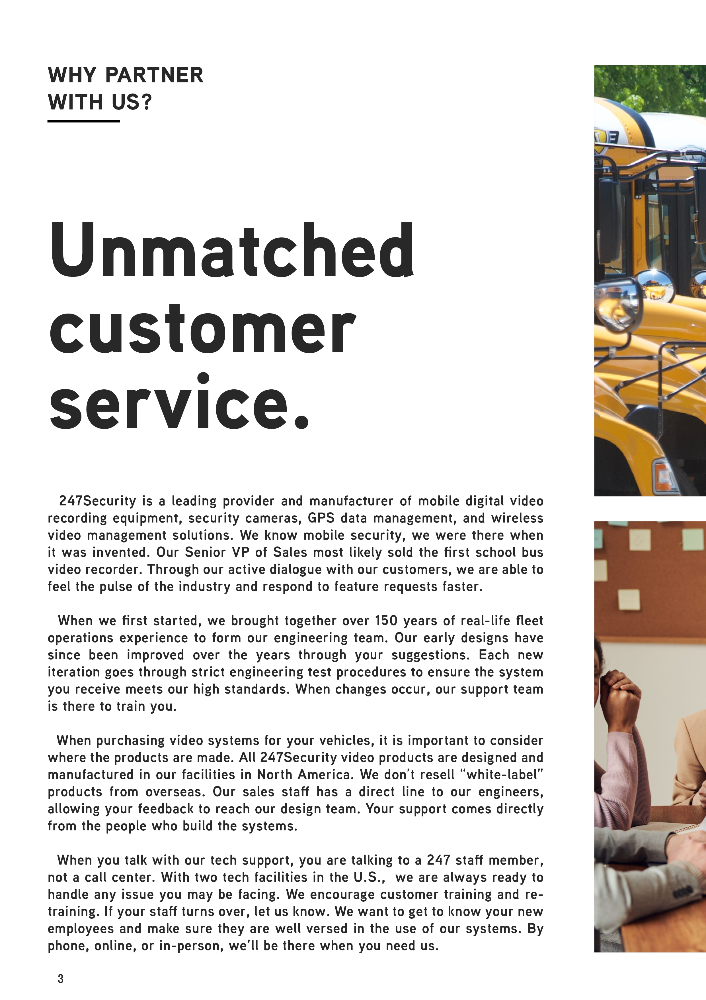 WHY PARTNER
WITH US?
Unmatched
customer
service.
247Security is a leading provider and manufacturer of mobile digital video
recording equipment, security cameras, GPS data management, and wireless
video management solutions. We know mobile security, we were there when
it was invented. Our Senior VP of Sales most likely sold the first school bus
video recorder. Through our active dialogue with our customers, we are able to
feel the pulse of the industry and respond to feature requests faster.
When we first started, we brought together over 150 years of real-life fleet
operations experience to form our engineering team. Our early designs have
since been improved over the years through your suggestions. Each new
iteration goes through strict engineering test procedures to ensure the system
you receive meets our high standards. When changes occur, our support team
is there to train you.
When purchasing video systems for your vehicles, it is important to consider
where the products are made. All 247Security video products are designed and
manufactured in our facilities in North America. We don’t resell “white-label”
products from overseas. Our sales staff has a direct line to our engineers,
allowing your feedback to reach our design team. Your support comes directly
from the people who build the systems.
When you talk with our tech support, you are talking to a 247 staff member,
not a call center. With two tech facilities in the U.S.,  we are always ready to
handle any issue you may be facing. We encourage customer training and re-
training. If your staff turns over, let us know. We want to get to know your new
employees and make sure they are well versed in the use of our systems. By
phone, online, or in-person, we’ll be there when you need us.
3